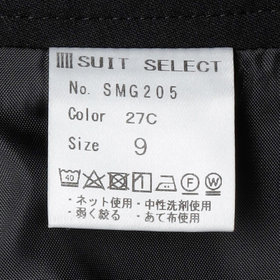 SUIT SELECT
No. SMG205
Color 27C
Size 9
40 F W
・ネット使用・中性洗剤使用
・弱く絞る・あて布使用